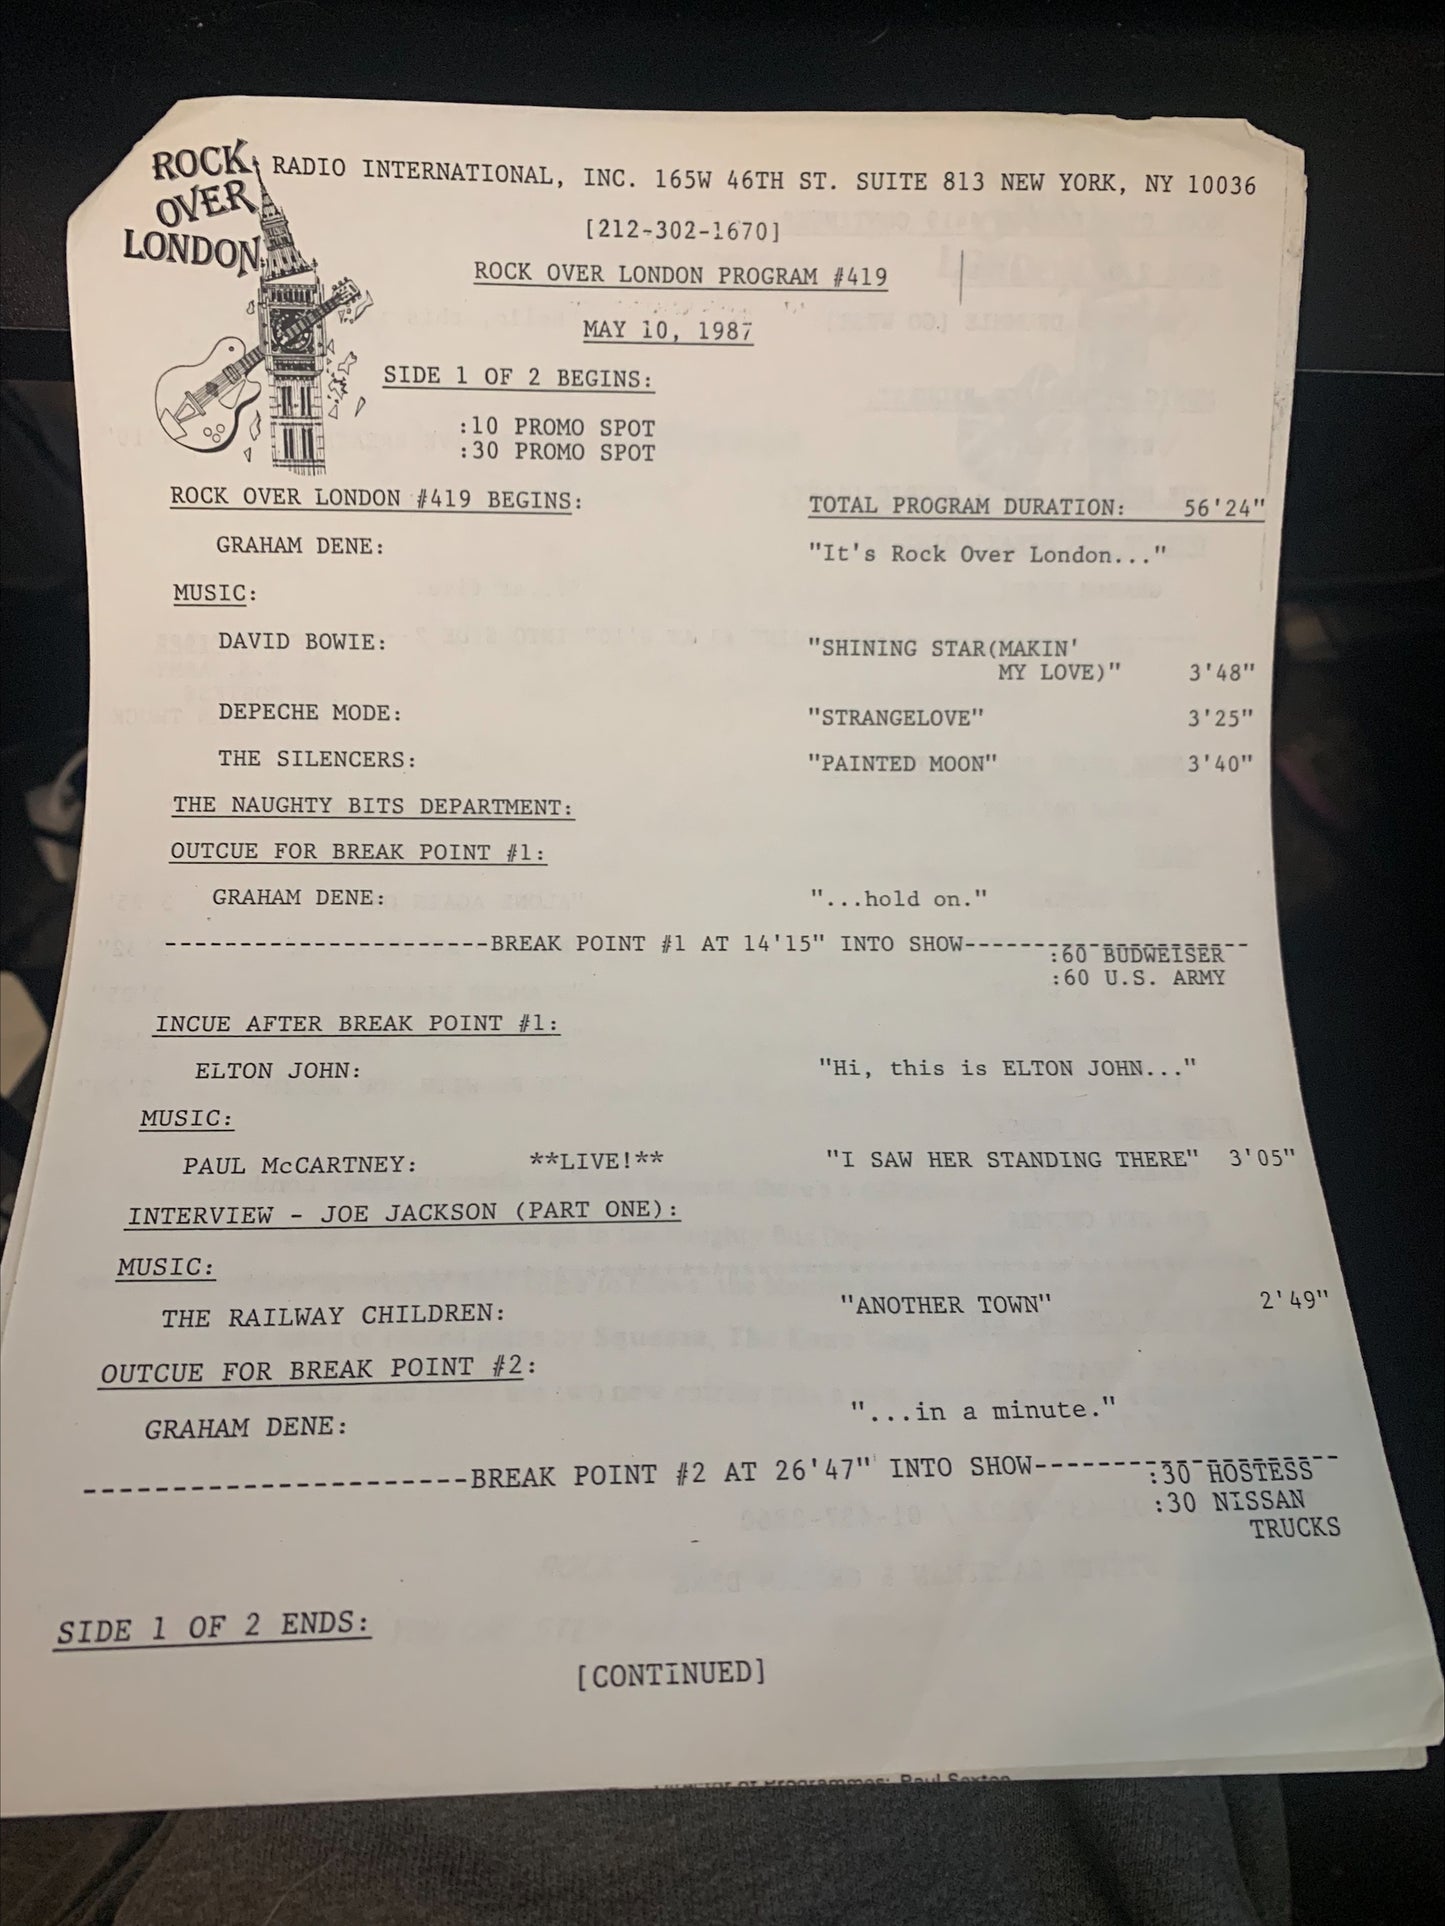 ROCK
OVER
LONDON
RADIO INTERNATIONAL, INC. 165W 46TH ST. SUITE 813 NEW YORK, NY 10036
[212-302-1670]
ROCK OVER LONDON PROGRAM #419
MAY 10, 1987
SIDE 1 OF 2 BEGINS:
:10 PROMO SPOT
:30 PROMO SPOT
ROCK OVER LONDON #419 BEGINS: TOTAL PROGRAM DURATION: 56'24"
GRAHAM DENE: "It's Rock Over London..."
MUSIC:
DAVID BOWIE: "SHINING STAR(MAKIN'
MY LOVE)" 3'48"
DEPECHE MODE: "STRANGELOVE" 3'25"
THE SILENCERS: "PAINTED MOON" 3'40"
THE NAUGHTY BITS DEPARTMENT:
OUTCUE FOR BREAK POINT #1:
GRAHAM DENE: "...hold on."
----------------------BREAK POINT #1 AT 14'15" INTO SHOW-------------------
:60 BUDWEISER
:60 U.S. ARMY
INCUE AFTER BREAK POINT #1:
ELTON JOHN: "Hi, this is ELTON JOHN..."
MUSIC:
PAUL McCARTNEY: **LIVE!** "I SAW HER STANDING THERE" 3'05"
INTERVIEW - JOE JACKSON (PART ONE):
MUSIC:
THE RAILWAY CHILDREN: "ANOTHER TOWN" 2'49"
OUTCUE FOR BREAK POINT #2:
GRAHAM DENE: "...in a minute."
----------------------BREAK POINT #2 AT 26'47" INTO SHOW-------------------
:30 HOSTESS
:30 NISSAN
TRUCKS
SIDE 1 OF 2 ENDS:
[CONTINUED]
Director of Programmes: Paul Sexton